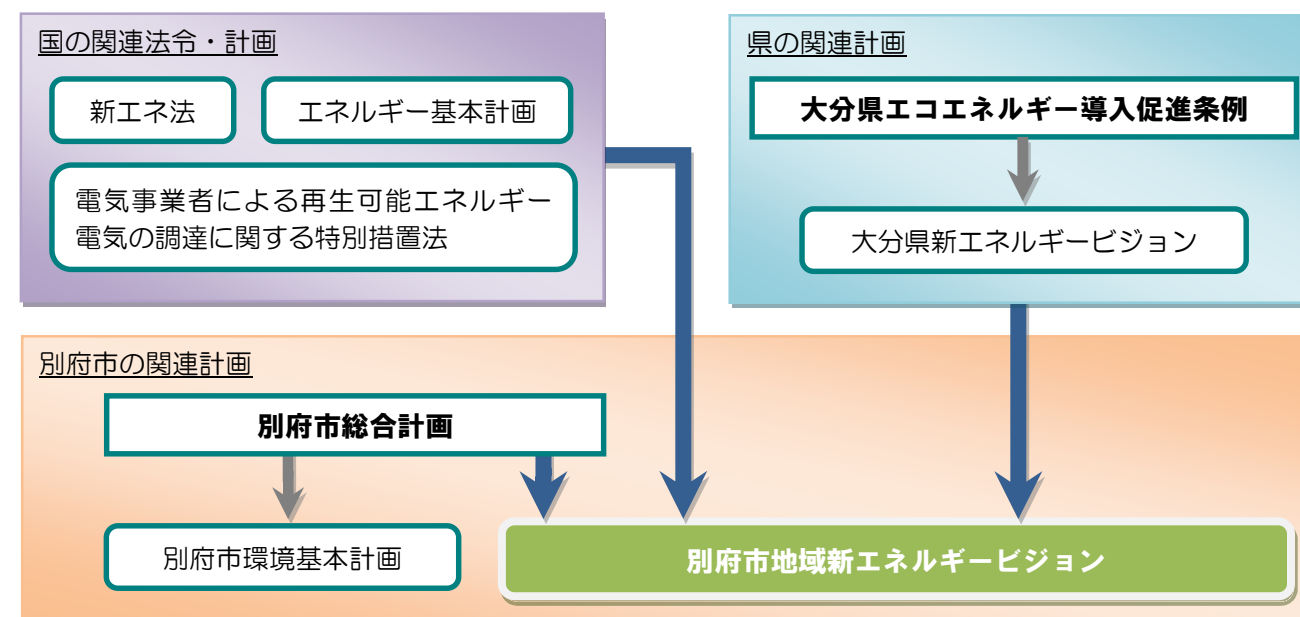 国の関連法令・計画
新エネ法
エネルギー基本計画
電気事業者による再生可能エネルギー
電気の調達に関する特別措置法
県の関連計画
大分県エコエネルギー導入促進条例
大分県新エネルギービジョン
別府市の関連計画
別府市総合計画
別府市環境基本計画
別府市地域新エネルギービジョン